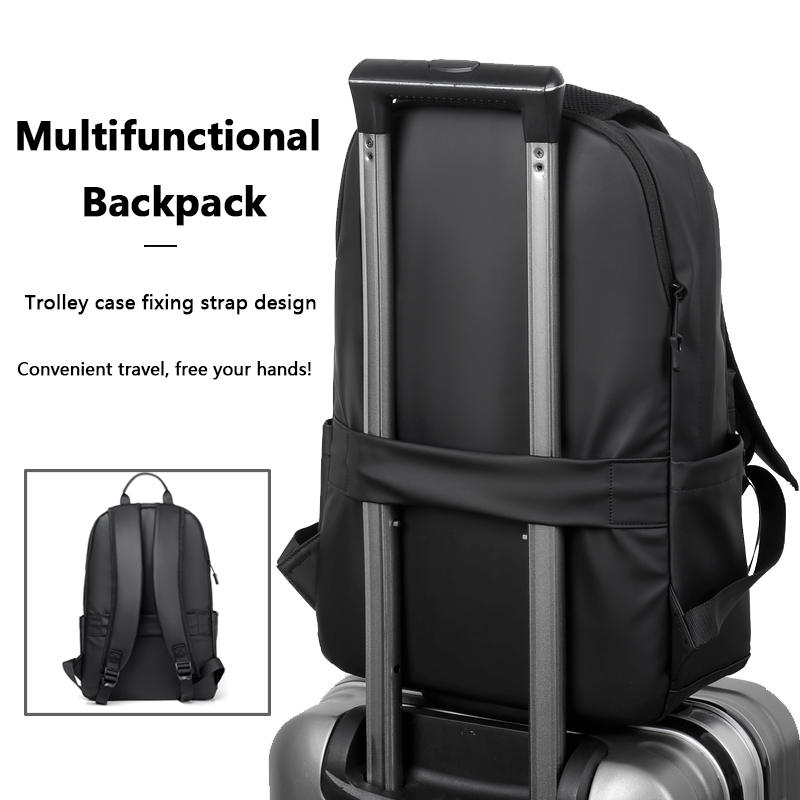 Multifunctional
Backpack
Trolley case fixing strap design
Convenient travel, free your hands!